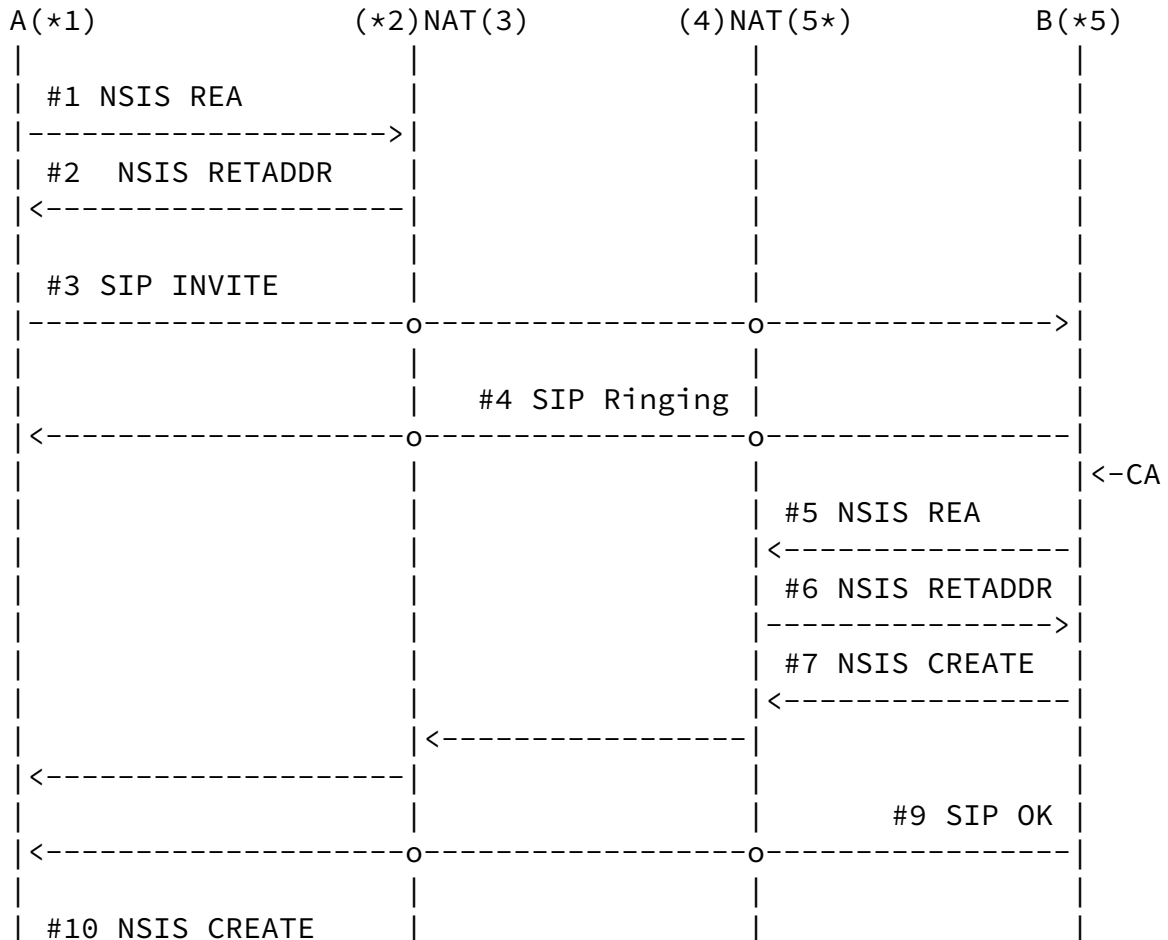 A(*1) (*2)NAT(3) (4)NAT(5*) B(*5)
#1 NSIS REA
#2 NSIS RETADDR
#3 SIP INVITE
#4 SIP Ringing
<-CA
#5 NSIS REA
#6 NSIS RETADDR
#7 NSIS CREATE
#9 SIP OK
#10 NSIS CREATE